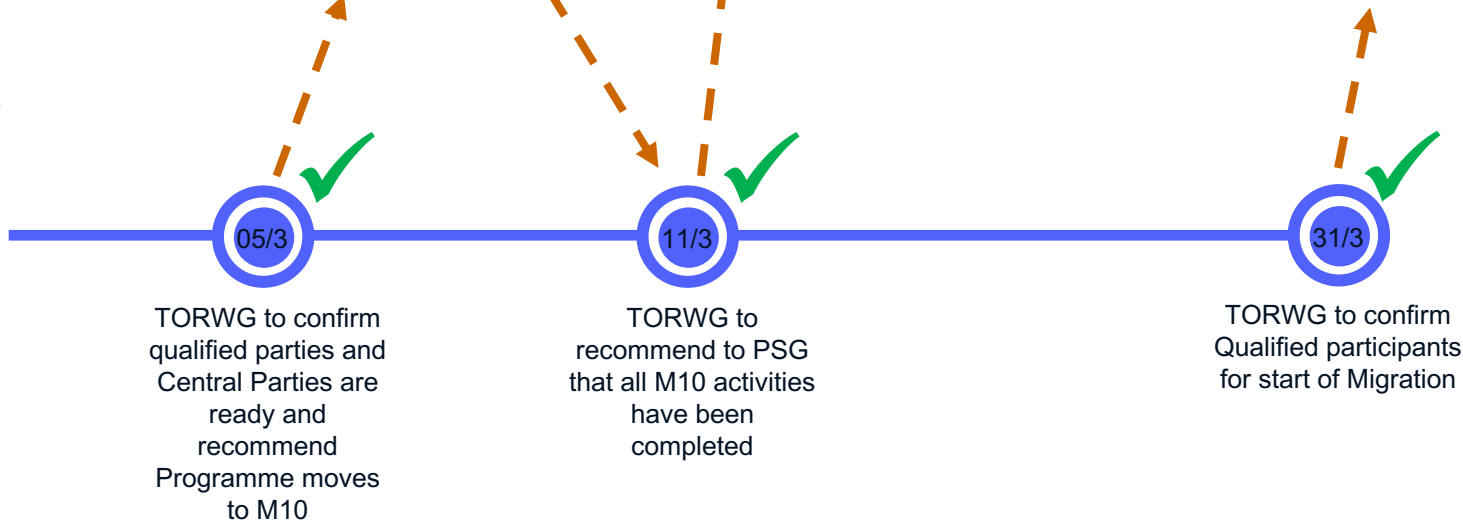 05/3
TORWG to confirm
qualified parties and
Central Parties are
ready and
recommend
Programme moves
to M10
11/3
TORWG to
recommend to PSG
that all M10 activities
have been
completed
31/3
TORWG to confirm
Qualified participants
for start of Migration